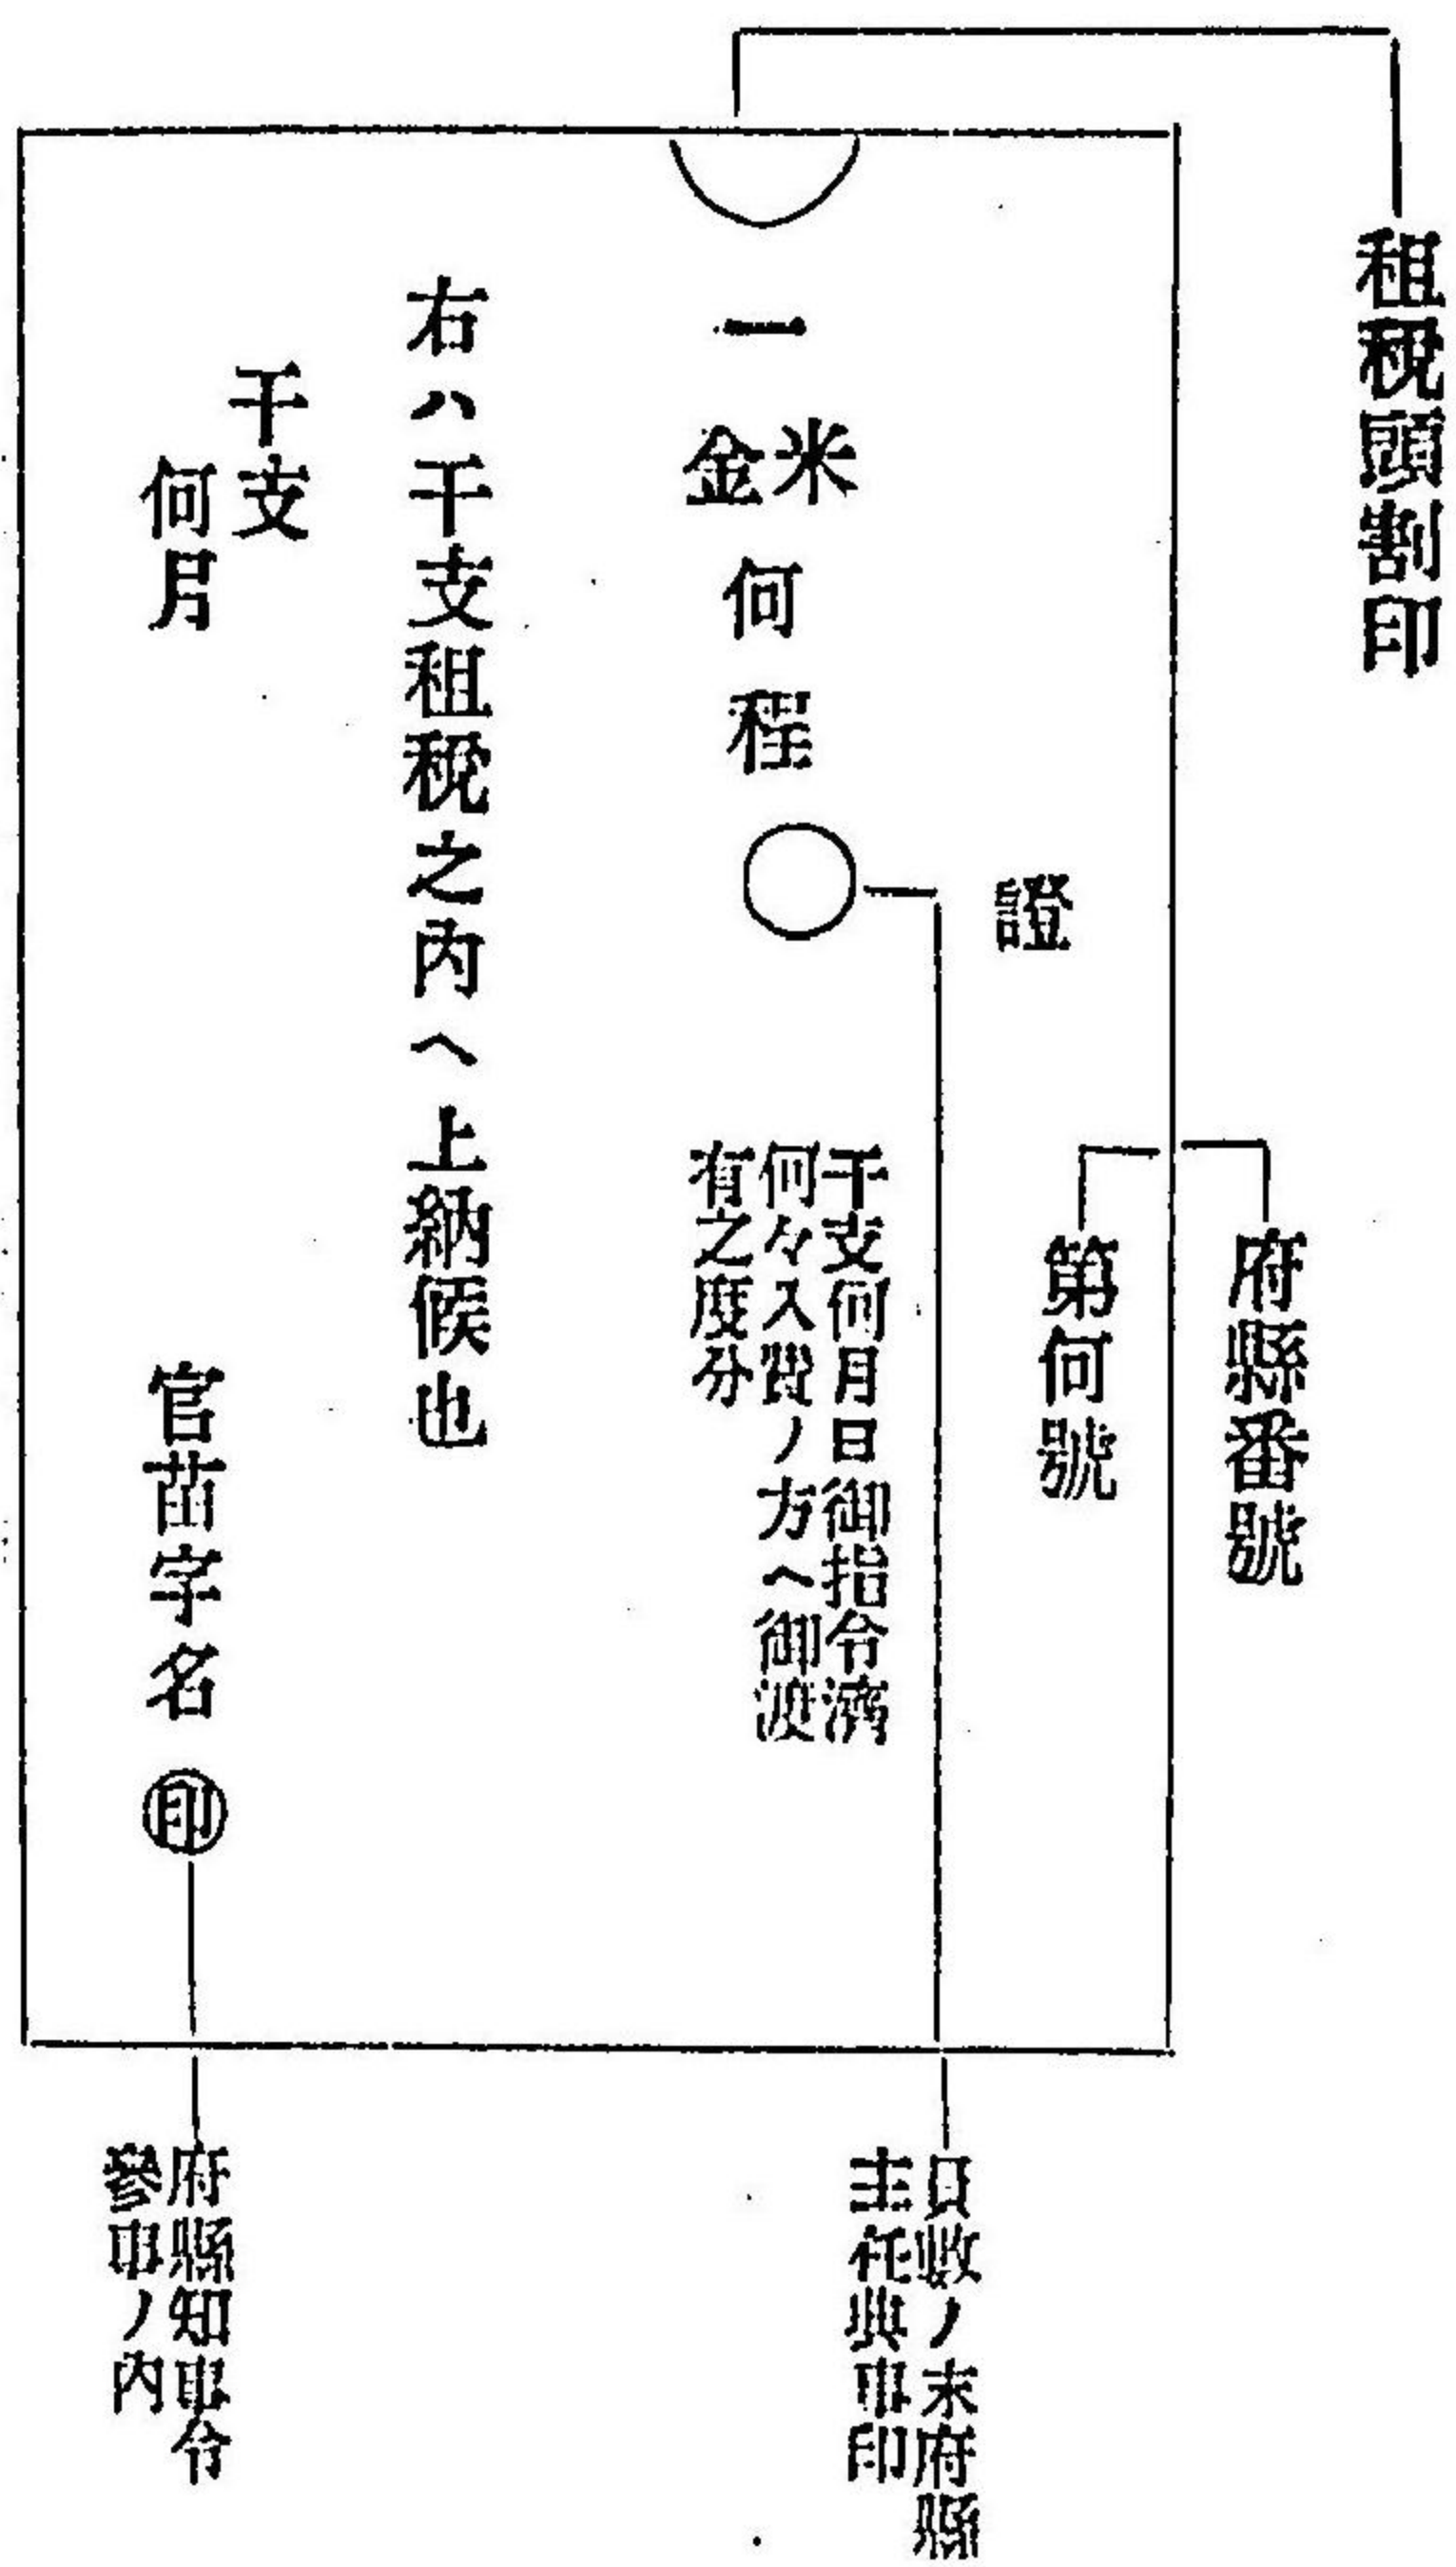 租税頭割印
府縣番號
第何號
證
一
米
金
何程
干支何月日御指令濟
何々入費ノ方ヘ御渡
有之度分
右ハ干支租税之内ヘ上納候也
干支
何月
官苗字名 印
員數ノ末府縣
主任典事印
府縣知事令
參事ノ内